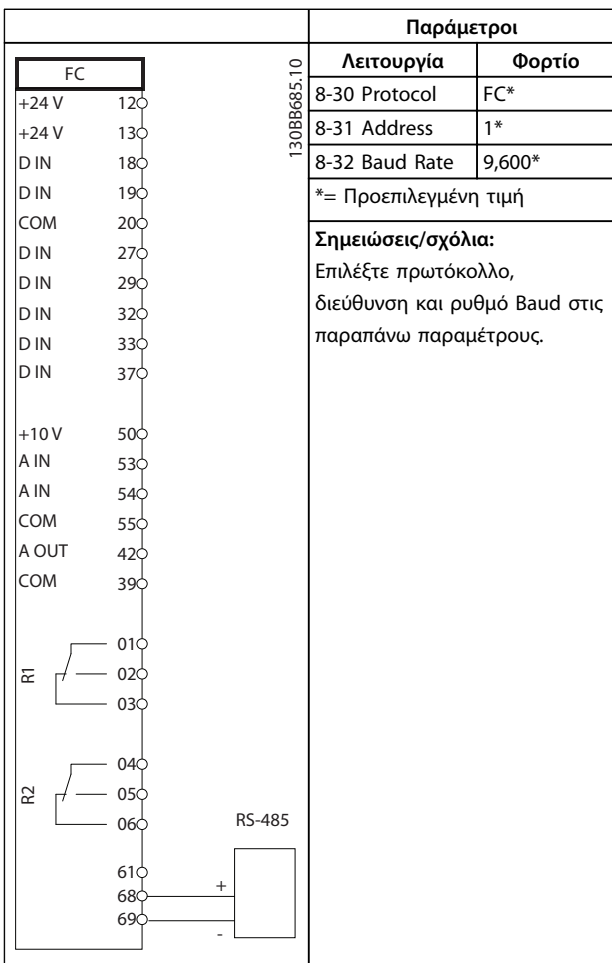 Παράμετροι
Λειτουργία Φορτίο
8-30 Protocol FC*
8-31 Address 1*
8-32 Baud Rate 9,600*
*= Προεπιλεγμένη τιμή
Σημειώσεις/σχόλια:
Επιλέξτε πρωτόκολλο,
διεύθυνση και ρυθμό Baud στις
παραπάνω παραμέτρους.
130BB685.10
FC
+24 V 12
+24 V 13
D IN 18
D IN 19
COM 20
D IN 27
D IN 29
D IN 32
D IN 33
D IN 37
+10 V 50
A IN 53
A IN 54
COM 55
A OUT 42
COM 39
R1
01
02
03
R2
04
05
06
RS-485
61
68 +
69 -